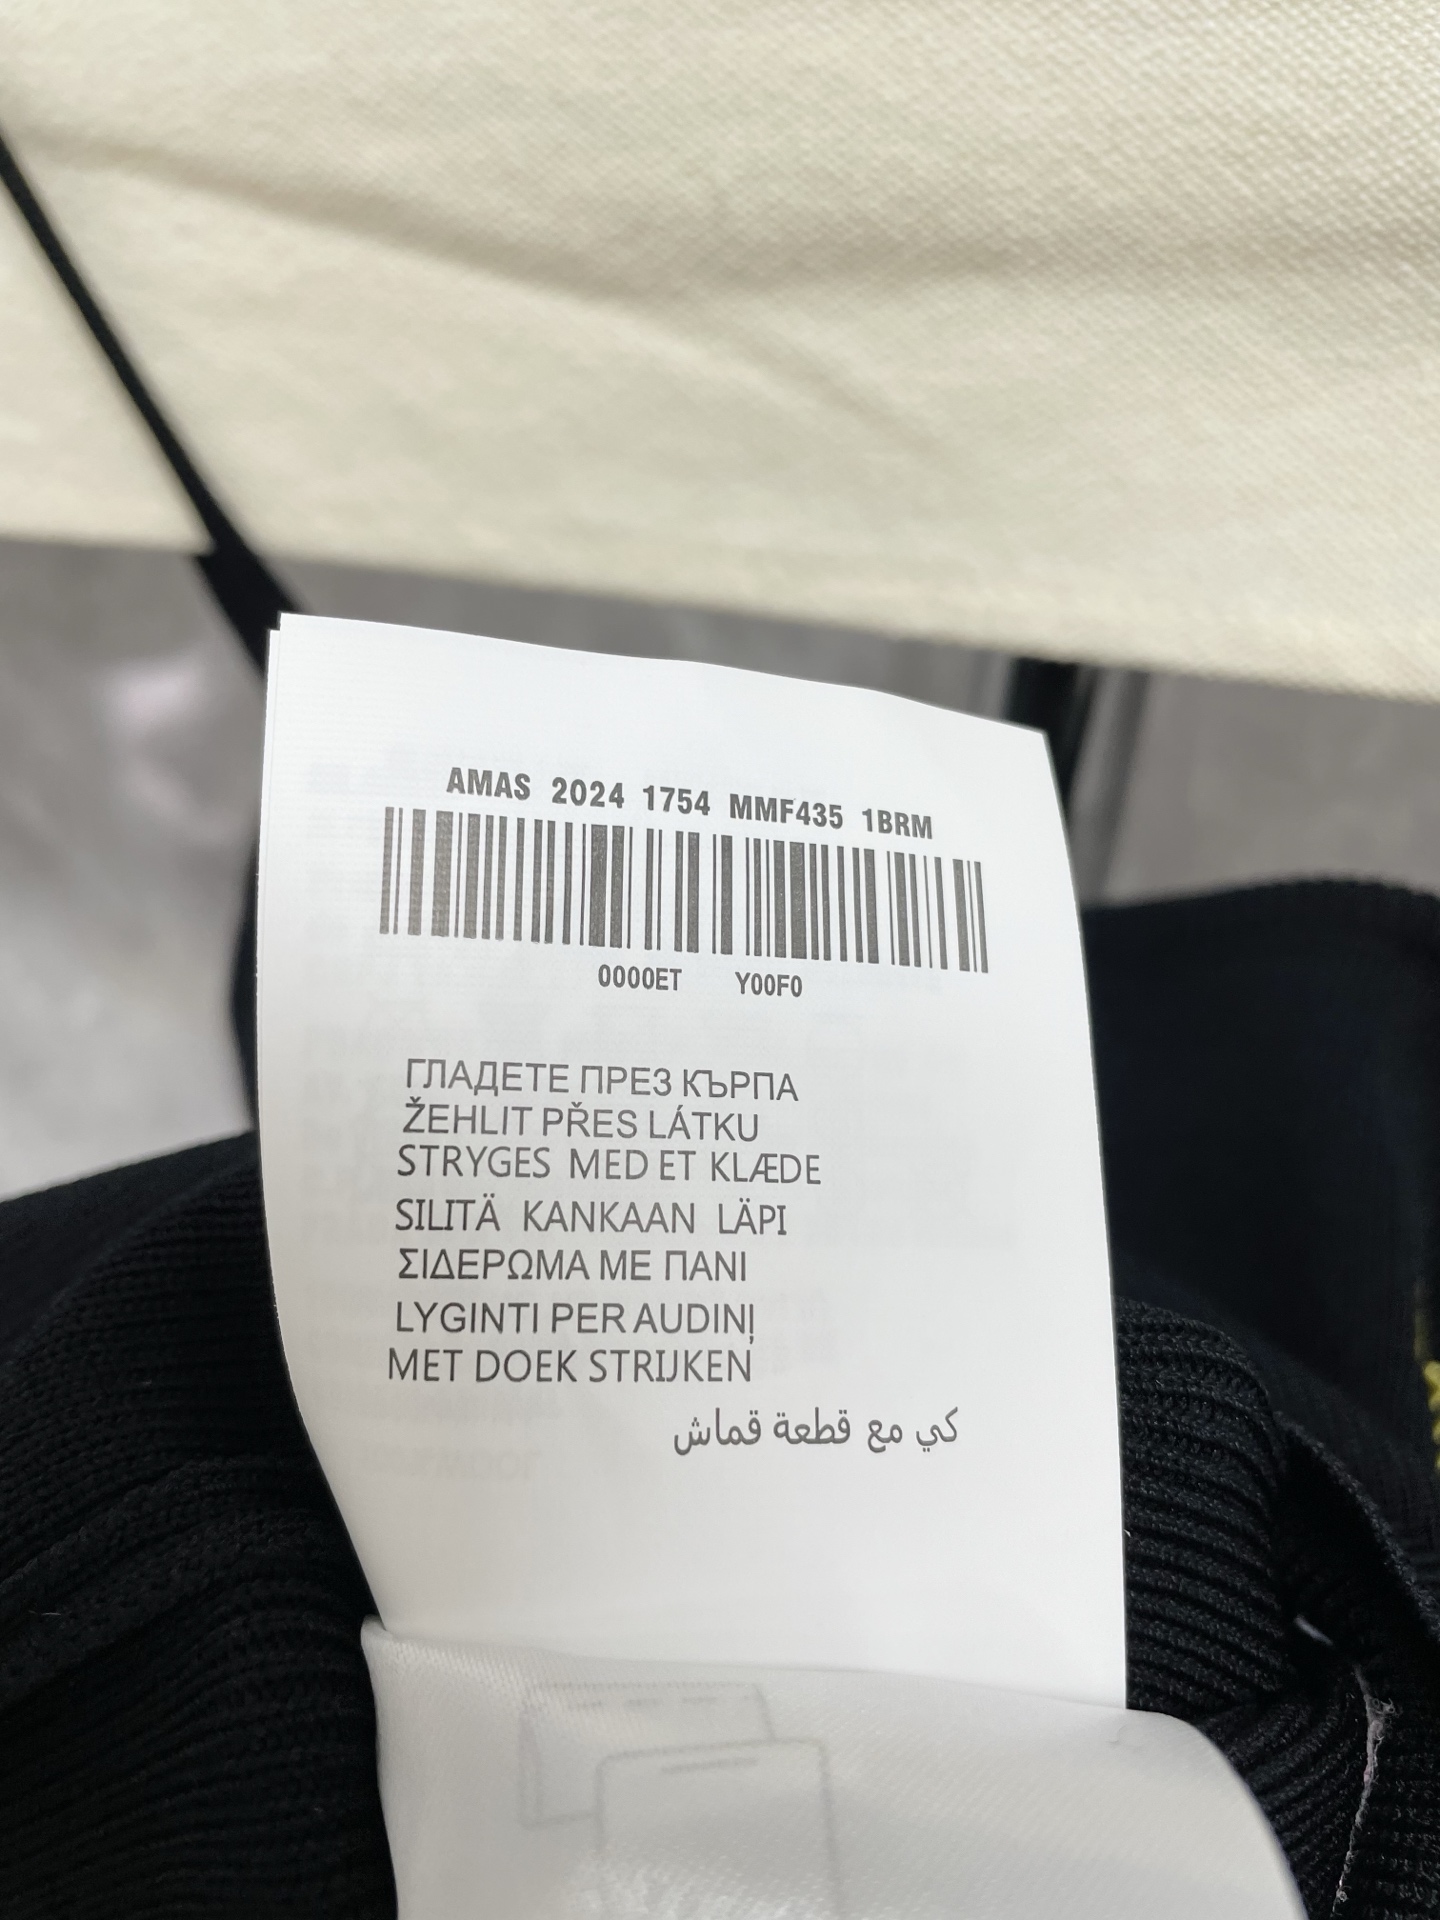 AMAS 2024 1754 MMF435 1BRM
0000ET Y00F0
ГЛАДЕТЕ ПРЕЗ КЪРПА
ŽEHLIT PŘES LÁTKU
STRYGES MED ET KLÆDE
SILITÄ KANKAAN LÄPI
ΣΙΔΕΡΩΜΑ ΜΕ ΠΑΝΙ
LYGINTI PER AUDINĮ
MET DOEK STRIJKEN
كي مع قطعة قماش